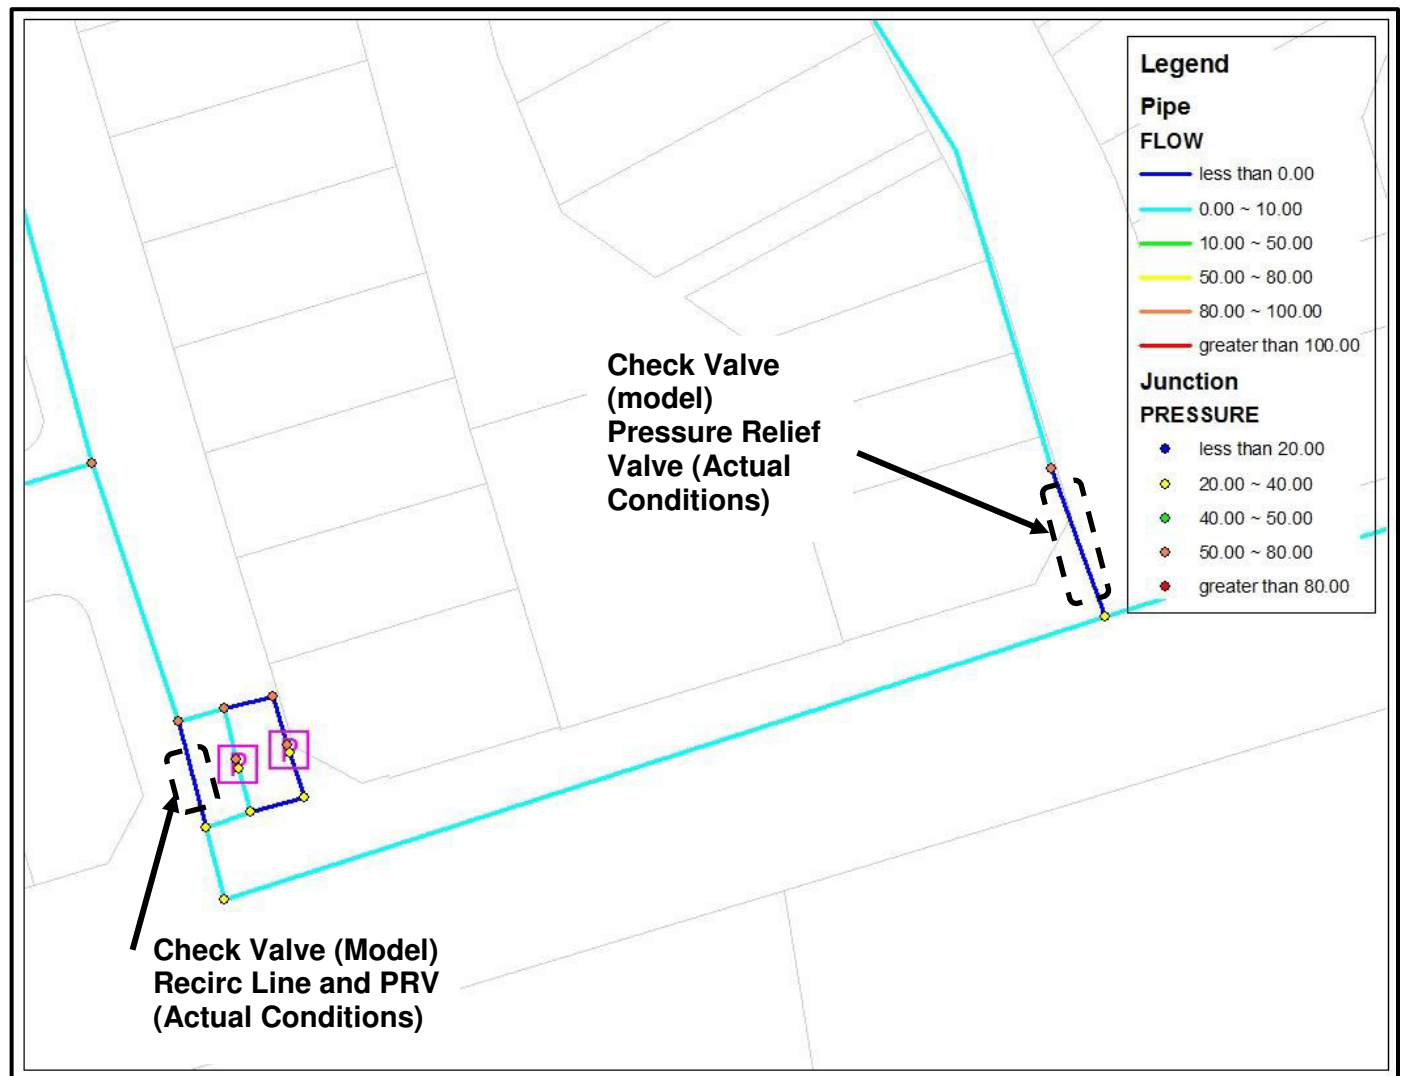 Legend
Pipe
FLOW
less than 0.00
0.00 ~ 10.00
10.00 ~ 50.00
50.00 ~ 80.00
80.00 ~ 100.00
greater than 100.00
Junction
PRESSURE
less than 20.00
20.00 ~ 40.00
40.00 ~ 50.00
50.00 ~ 80.00
greater than 80.00
Check Valve
(model)
Pressure Relief
Valve (Actual
Conditions)
P
P
Check Valve (Model)
Recirc Line and PRV
(Actual Conditions)